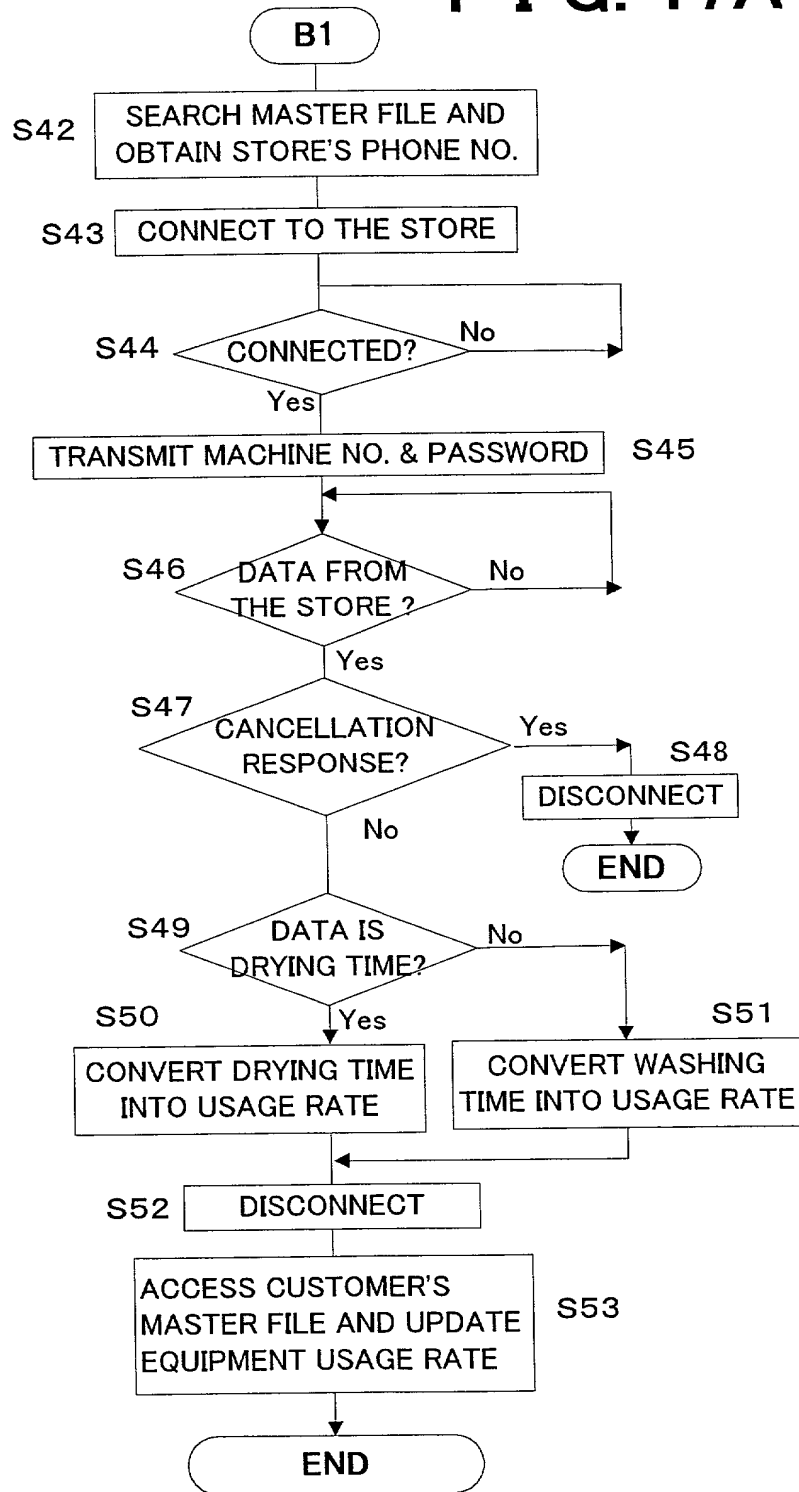 FIG. 17A
B1
S42
SEARCH MASTER FILE AND
OBTAIN STORE'S PHONE NO.
S43
CONNECT TO THE STORE
S44
CONNECTED?
No
Yes
TRANSMIT MACHINE NO. & PASSWORD
S45
S46
DATA FROM
THE STORE ?
No
Yes
S47
CANCELLATION
RESPONSE?
Yes
S48
DISCONNECT
END
No
S49
DATA IS
DRYING TIME?
No
Yes
S50
CONVERT DRYING TIME
INTO USAGE RATE
S51
CONVERT WASHING
TIME INTO USAGE RATE
S52
DISCONNECT
ACCESS CUSTOMER'S
MASTER FILE AND UPDATE
EQUIPMENT USAGE RATE
S53
END